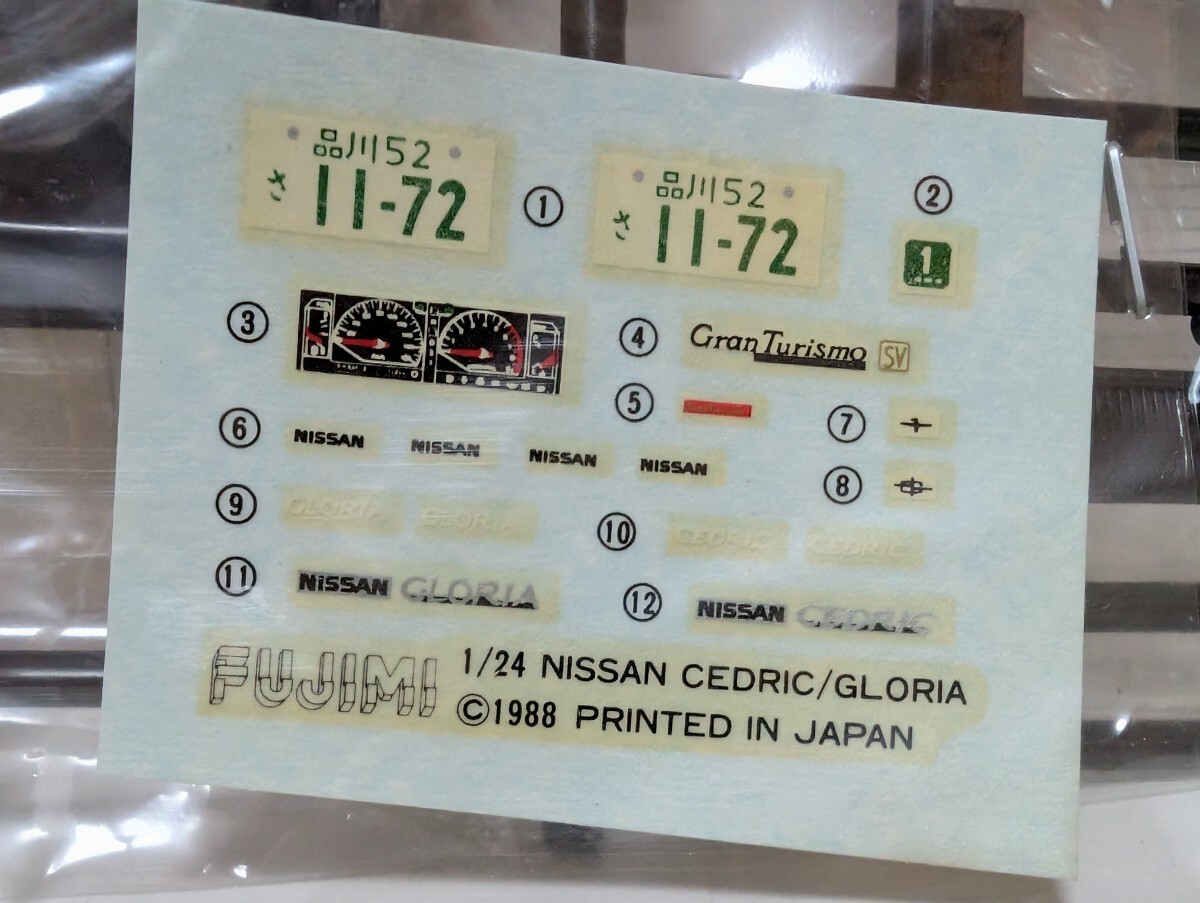 品川52
さ 11-72
①
品川52
さ 11-72
②
1
③
④
Gran Turismo SV
⑤
⑥
NISSAN NISSAN NISSAN NISSAN
⑦
⑧
⑨
GLORIA GLORIA
⑩
CEDRIC CEDRIC
⑪
NISSAN GLORIA
⑫
NISSAN CEDRIC
FUJIMI
1/24 NISSAN CEDRIC/GLORIA
©1988 PRINTED IN JAPAN